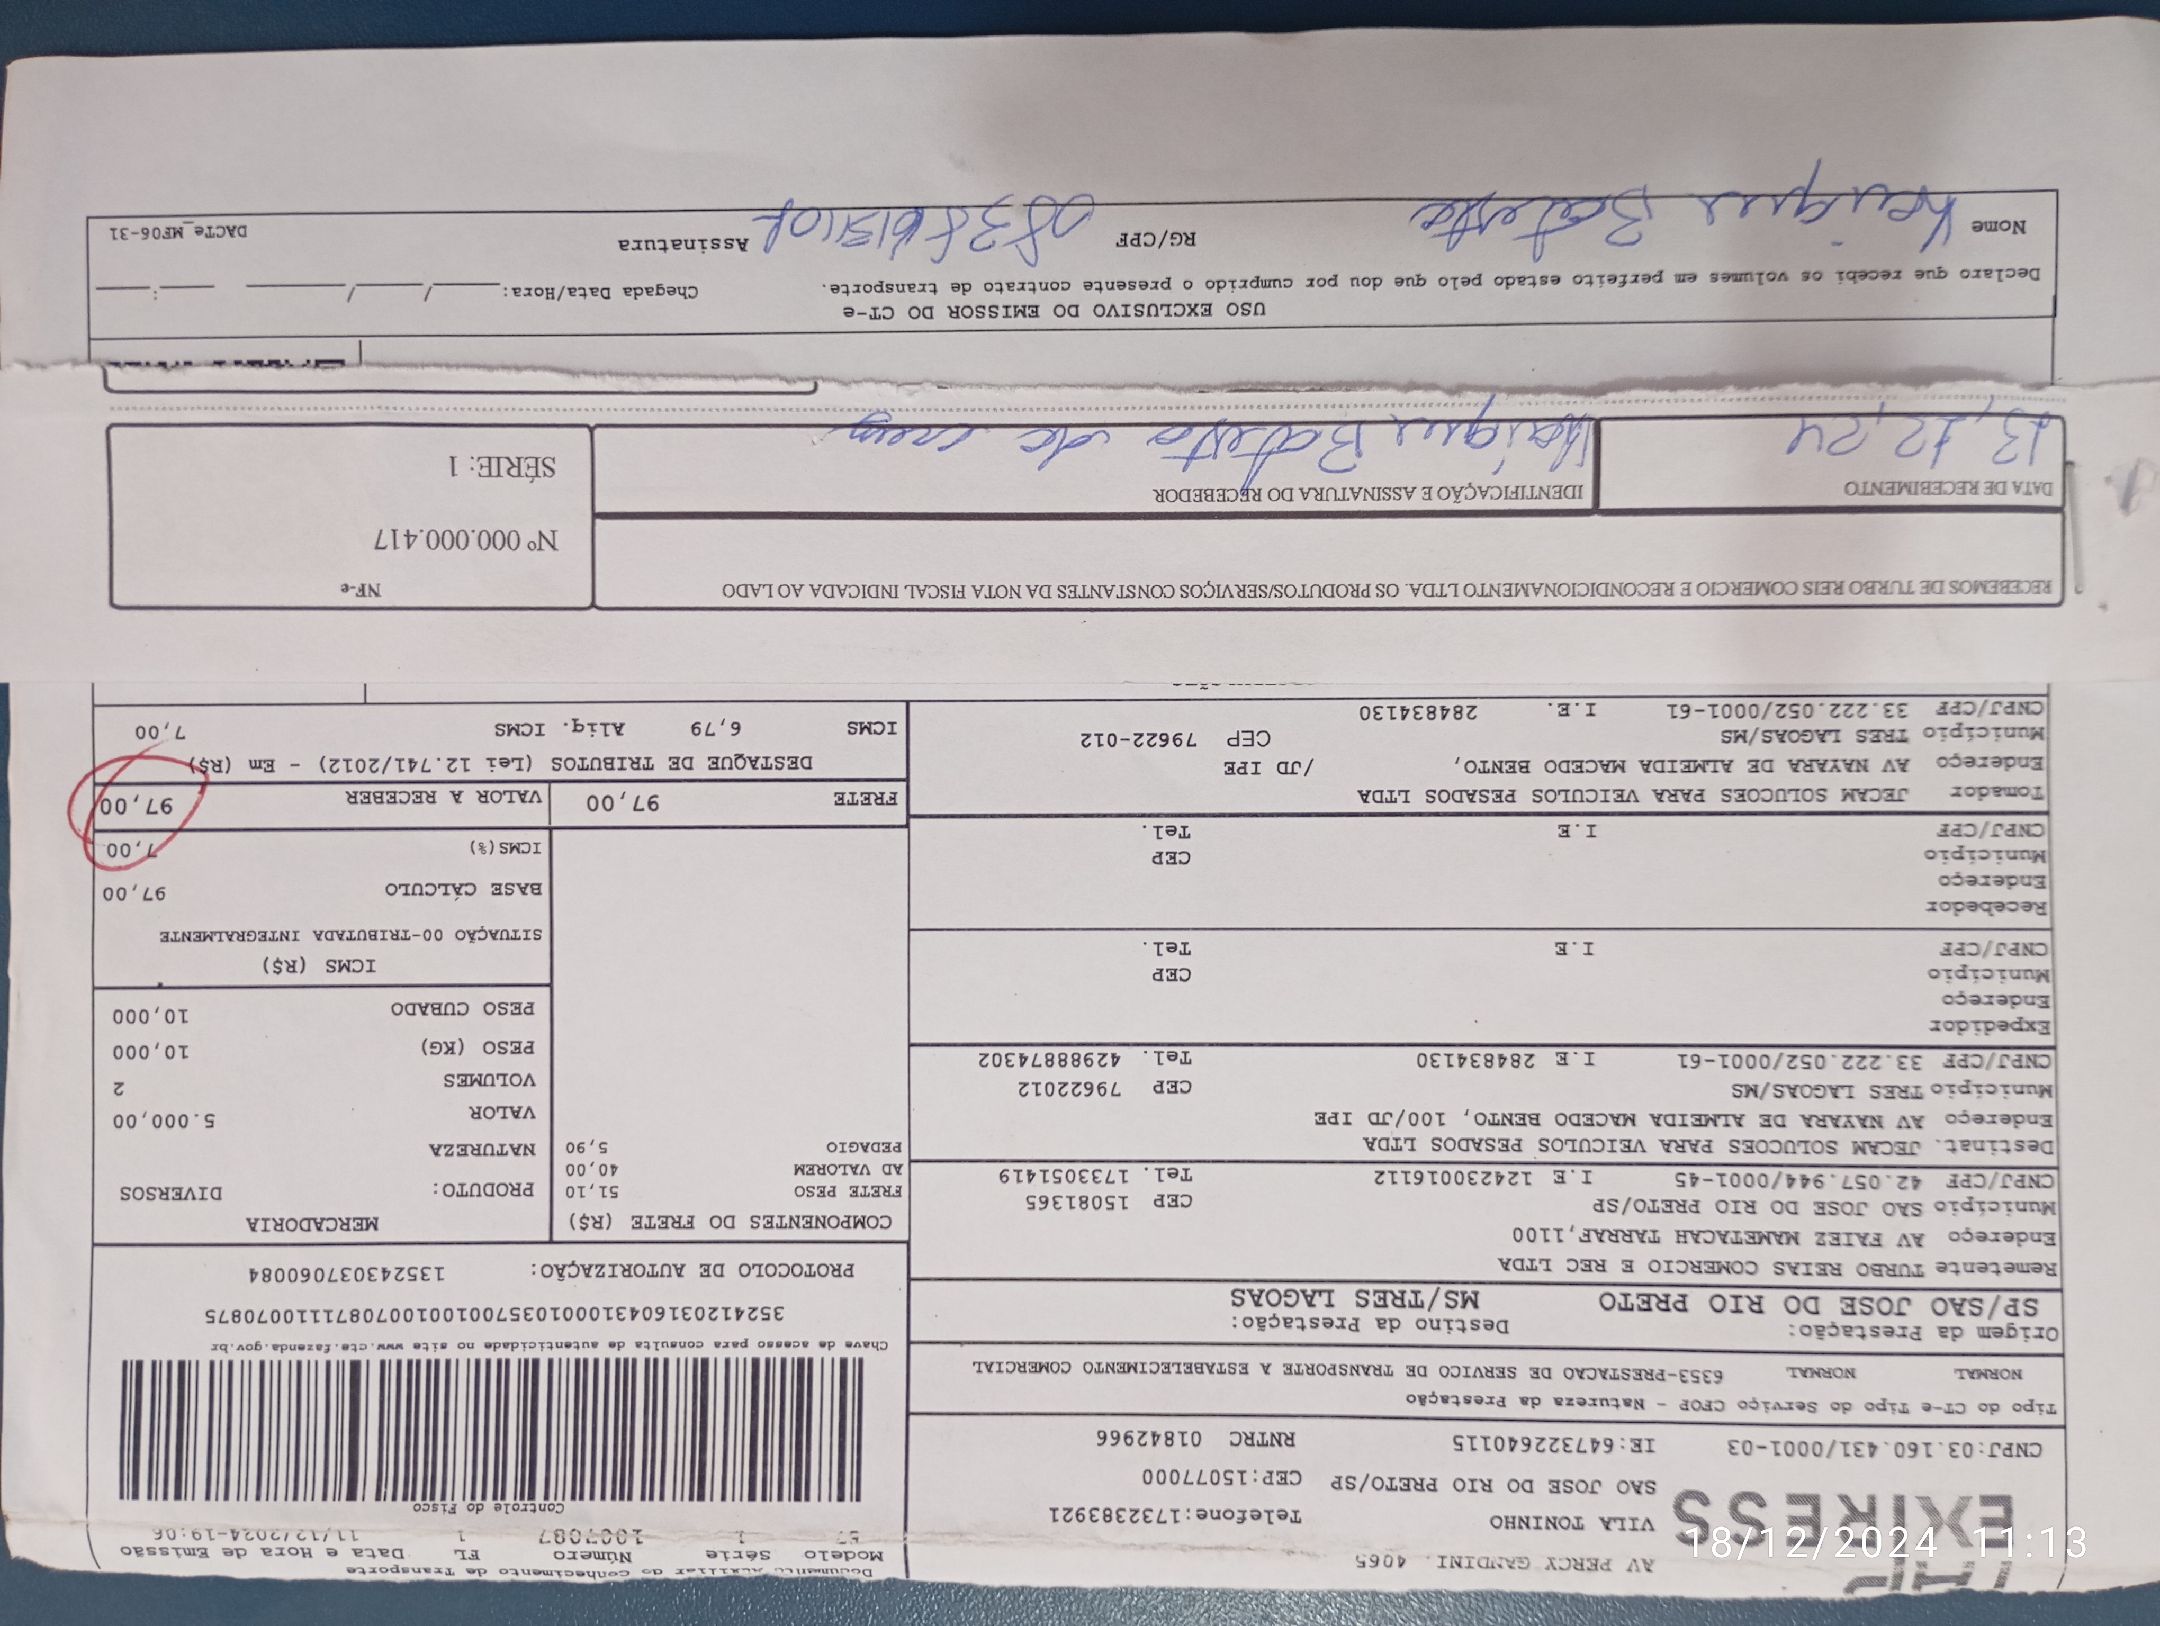 Documento Auxiliar do conhecimento de Transporte
Modelo Série Número FL Data e Hora de Emissão
57 1 1007087 1 11/12/2024-19:06
Controle do Fisco
AV PERCY GANDINI. 4065
VILA TONINHO Telefone:1732383921
EXPRESS
SAO JOSE DO RIO PRETO/SP CEP:15077000
CNPJ:03.160.431/0001-03 IE:647322640115 RNTRC 01842966
Tipo do CT-e Tipo do Serviço CFOP - Natureza da Prestação
NORMAL NORMAL 6353-PRESTACAO DE SERVICO DE TRANSPORTE A ESTABELECIMENTO COMERCIAL
Chave de acesso para consulta de autenticidade no site www.cte.fazenda.gov.br
35241203160431000103570010010070871110070875
PROTOCOLO DE AUTORIZAÇÃO: 135243037060084
Origem da Prestação: Destino da Prestação:
SP/SAO JOSE DO RIO PRETO MS/TRES LAGOAS
Remetente TURBO REIAS COMERCIO E REC LTDA
Endereço AV FAIEZ MAMETACAH TARRAF,1100
Município SAO JOSE DO RIO PRETO/SP CEP 15081365
CNPJ/CPF 42.057.944/0001-45 I.E 124230016112 Tel. 1733051419
Destinat. JECAM SOLUCOES PARA VEICULOS PESADOS LTDA
Endereço AV NAYARA DE ALMEIDA MACEDO BENTO, 100/JD IPE
Município TRES LAGOAS/MS CEP 79622012
CNPJ/CPF 33.222.052/0001-61 I.E 284834130 Tel. 42988874302
Expedidor
Endereço
Município CEP
CNPJ/CPF I.E Tel.
Recebedor
Endereço
Município CEP
CNPJ/CPF I.E Tel.
Tomador JECAM SOLUCOES PARA VEICULOS PESADOS LTDA
Endereço AV NAYARA DE ALMEIDA MACEDO BENTO, /JD IPE
Município TRES LAGOAS/MS CEP 79622-012
CNPJ/CPF 33.222.052/0001-61 I.E. 284834130
COMPONENTES DO FRETE (R$)
FRETE PESO 51,10
AD VALOREM 40,00
PEDAGIO 5,90
MERCADORIA
PRODUTO: DIVERSOS
NATUREZA
VALOR 5.000,00
VOLUMES 2
PESO (KG) 10,000
PESO CUBADO 10,000
ICMS (R$)
SITUAÇÃO 00-TRIBUTADA INTEGRALMENTE
BASE CÁLCULO 97,00
ICMS(%) 7,00
FRETE 97,00 VALOR A RECEBER 97,00
DESTAQUE DE TRIBUTOS (Lei 12.741/2012) - Em (R$)
ICMS 6,79 Aliq. ICMS 7,00
RECEBEMOS DE TURBO REIS COMERCIO E RECONDICIONAMENTO LTDA. OS PRODUTOS/SERVIÇOS CONSTANTES DA NOTA FISCAL INDICADA AO LADO
NF-e
Nº 000.000.417
SÉRIE: 1
DATA DE RECEBIMENTO IDENTIFICAÇÃO E ASSINATURA DO RECEBEDOR
13,12,24
USO EXCLUSIVO DO EMISSOR DO CT-e
Declaro que recebi os volumes em perfeito estado pelo que dou por cumprido o presente contrato de transporte.
Chegada Data/Hora: / / :
Nome RG/CPF Assinatura
DACTe_MF06-31
18/12/2024 11:13